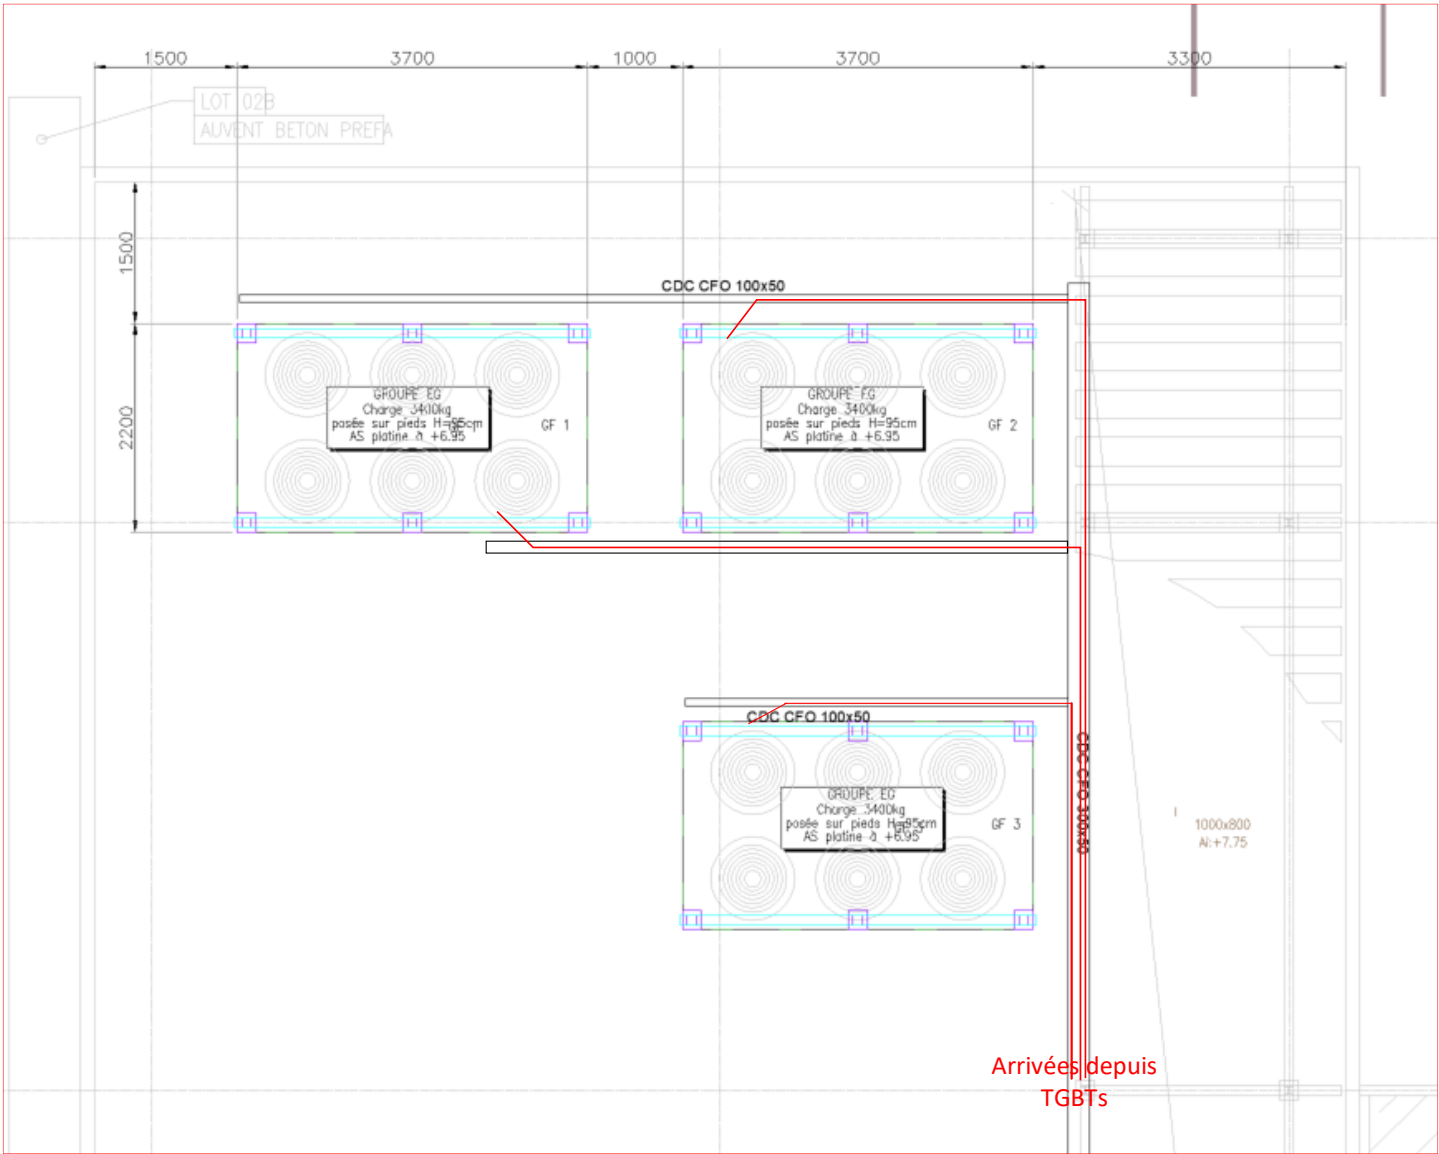 1500
3700
1000
3700
3300
LOT 02B
AUVENT BETON PREFA
1500
CDC CFO 100x50
2200
GROUPE EG
Charge 3400kg
posée sur pieds H=95cm
AS platine à +6.95
GF 1
GROUPE EG
Charge 3400kg
posée sur pieds H=95cm
AS platine à +6.95
GF 2
CDC CFO 100x50
GROUPE EG
Charge 3400kg
posée sur pieds H=95cm
AS platine à +6.95
GF 3
CDC CFO 300x50
1000x800
Ai:+7.75
Arrivées depuis
TGBTs